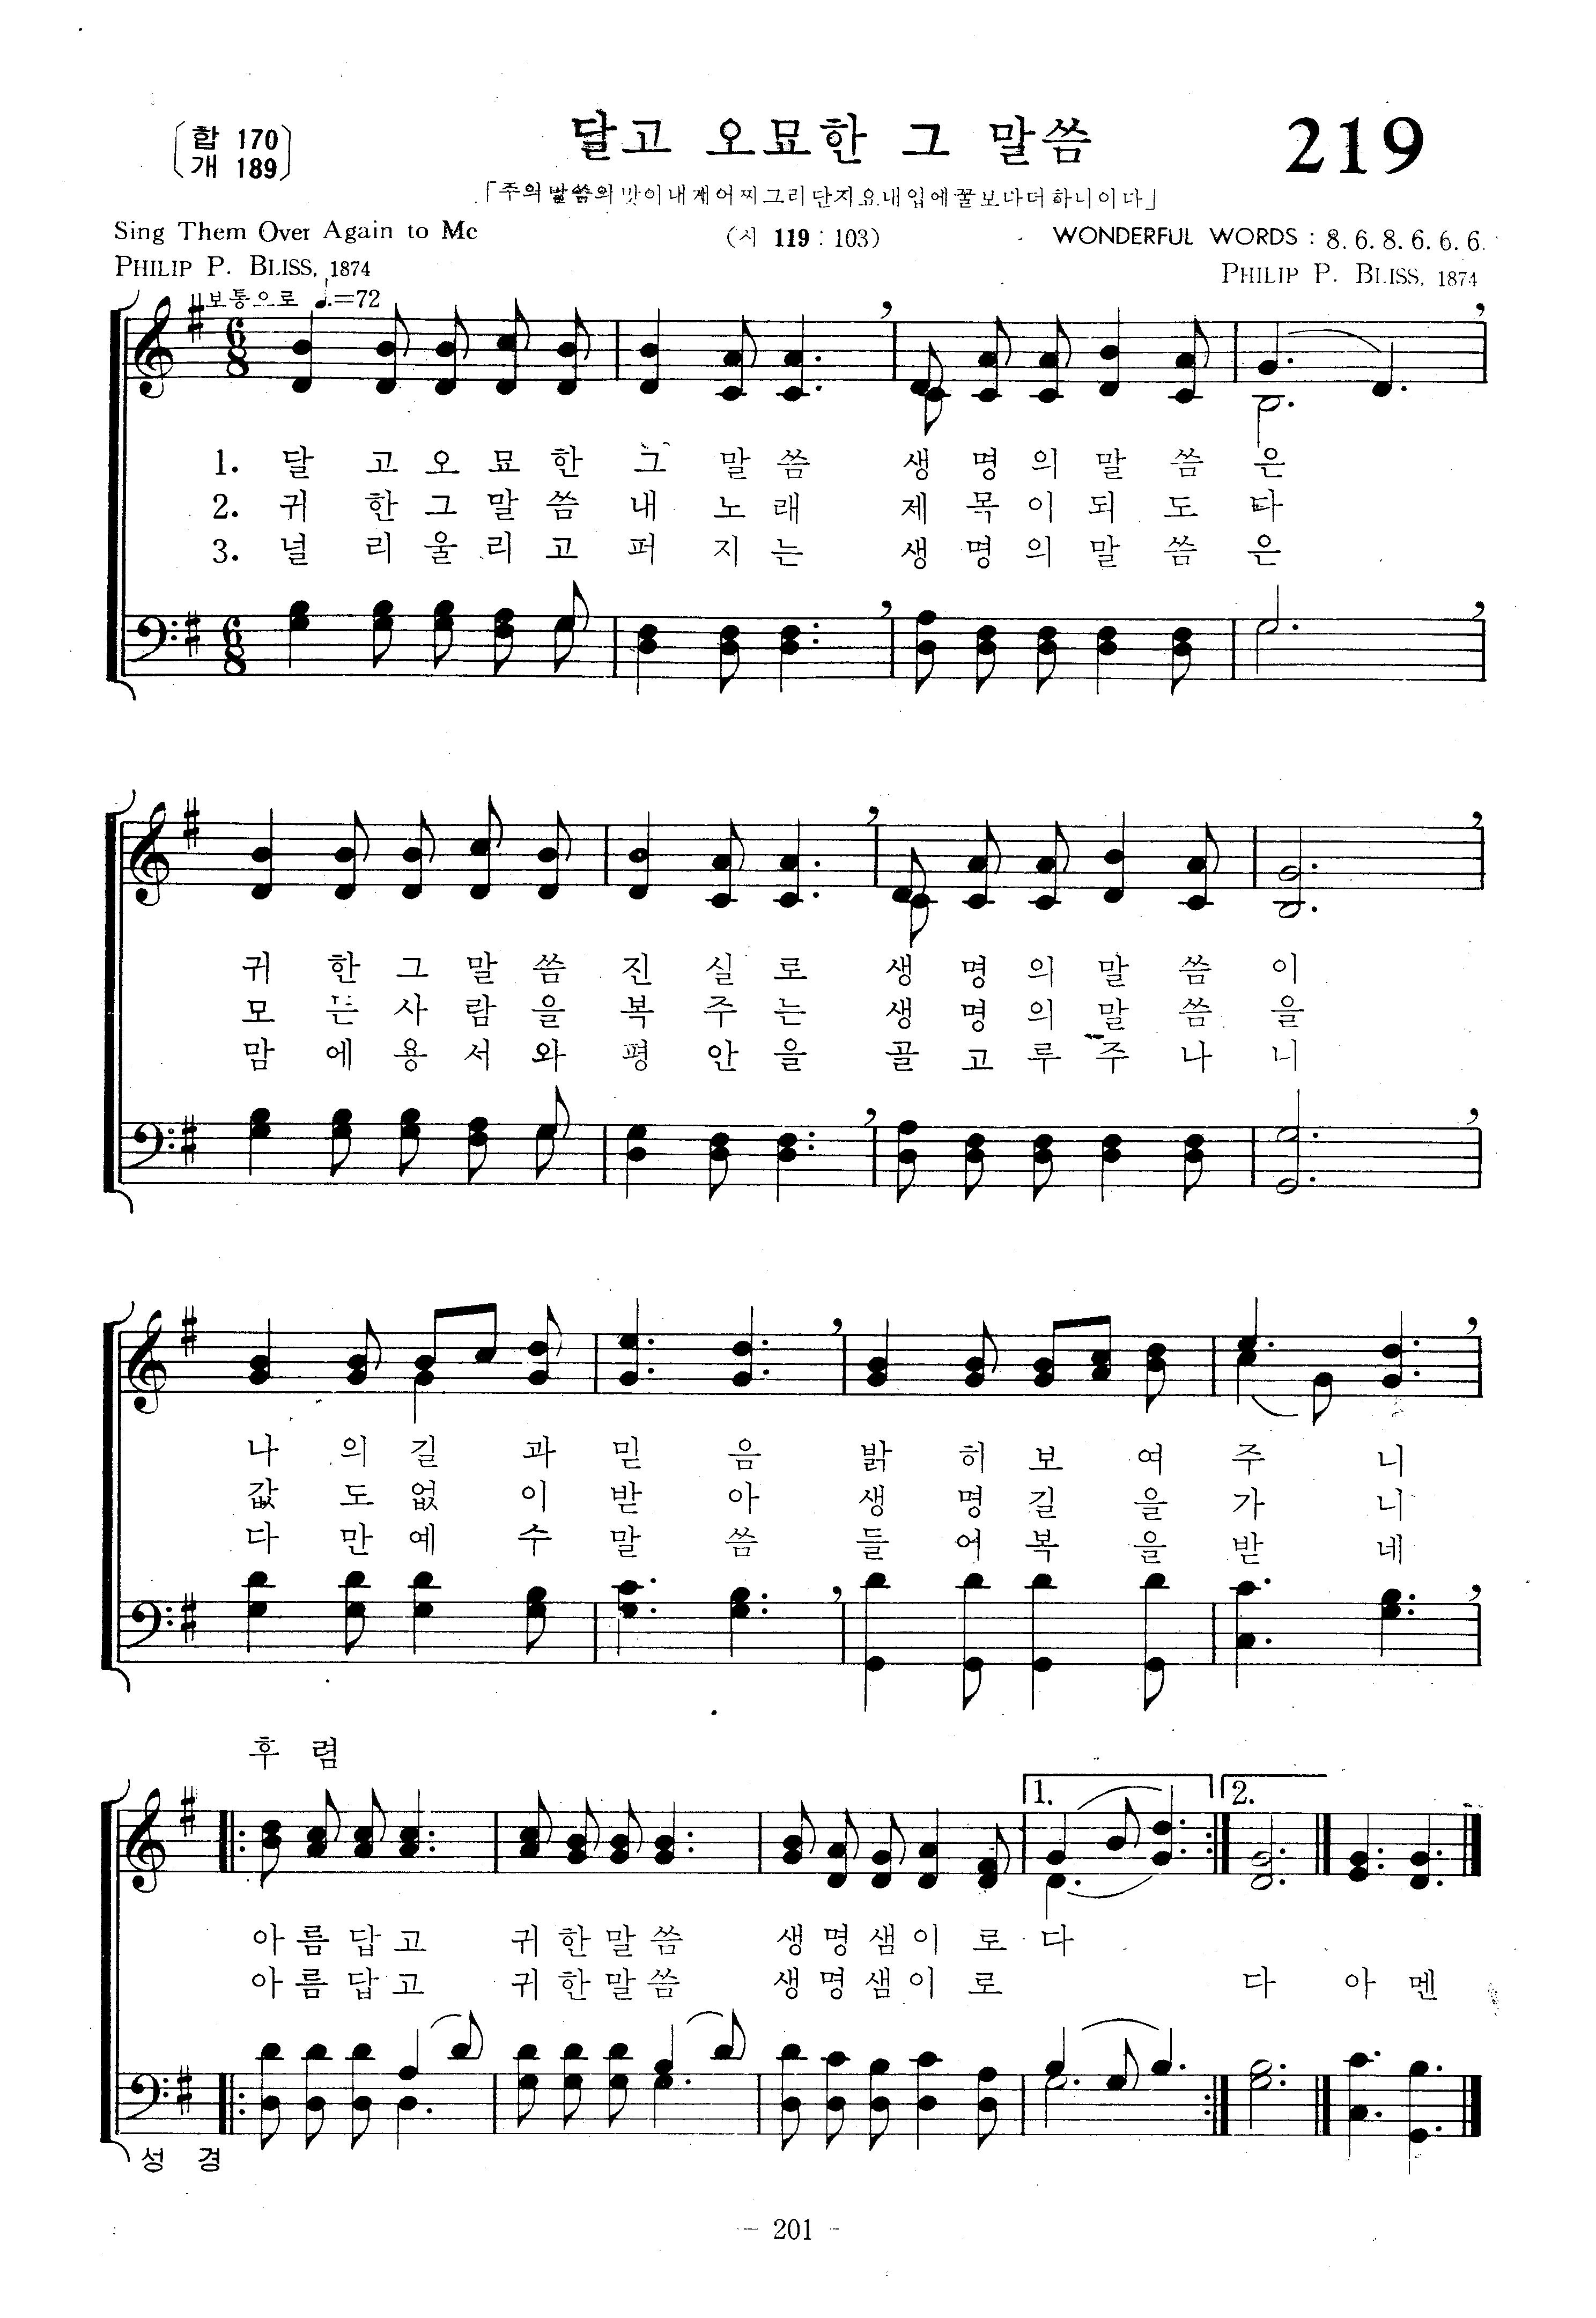 합 170
개 189
달고 오묘한 그 말씀
219
「주의 말씀의 맛이 내게 어찌 그리 단지요 내 입에 꿀보다 더하니이다」
Sing Them Over Again to Me
(시 119 : 103)
WONDERFUL WORDS : 8. 6. 8. 6. 6. 6.
PHILIP P. BLISS, 1874
PHILIP P. BLISS, 1874
보통으로 ♩.=72
1. 달 고 오 묘 한 그 말 씀 생 명 의 말 씀 은
2. 귀 한 그 말 씀 내 노 래 제 목 이 되 도 다
3. 널 리 울 리 고 퍼 지 는 생 명 의 말 씀 은
귀 한 그 말 씀 진 실 로 생 명 의 말 씀 이
모 든 사 람 을 복 주 는 생 명 의 말 씀 을
맘 에 용 서 와 평 안 을 골 고 루 주 나 니
나 의 길 과 믿 음 밝 히 보 여 주 니
값 도 없 이 받 아 생 명 길 을 가 니
다 만 예 수 말 씀 들 어 복 을 받 네
후 렴
1. 2.
아 름 답 고 귀 한 말 씀 생 명 샘 이 로 다
아 름 답 고 귀 한 말 씀 생 명 샘 이 로 다 아 멘
성 경
- 201 -